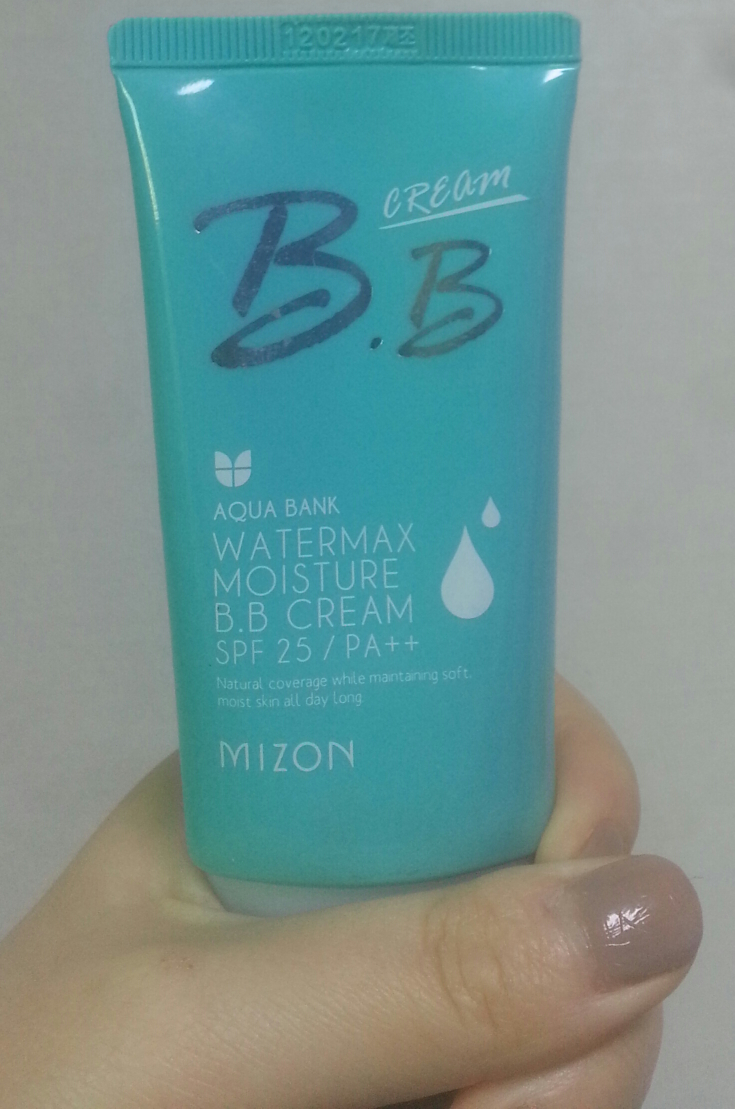 120217
CREAM
B.B
AQUA BANK
WATERMAX
MOISTURE
B.B CREAM
SPF 25 / PA++
Natural coverage while maintaining soft,
moist skin all day long
MIZON